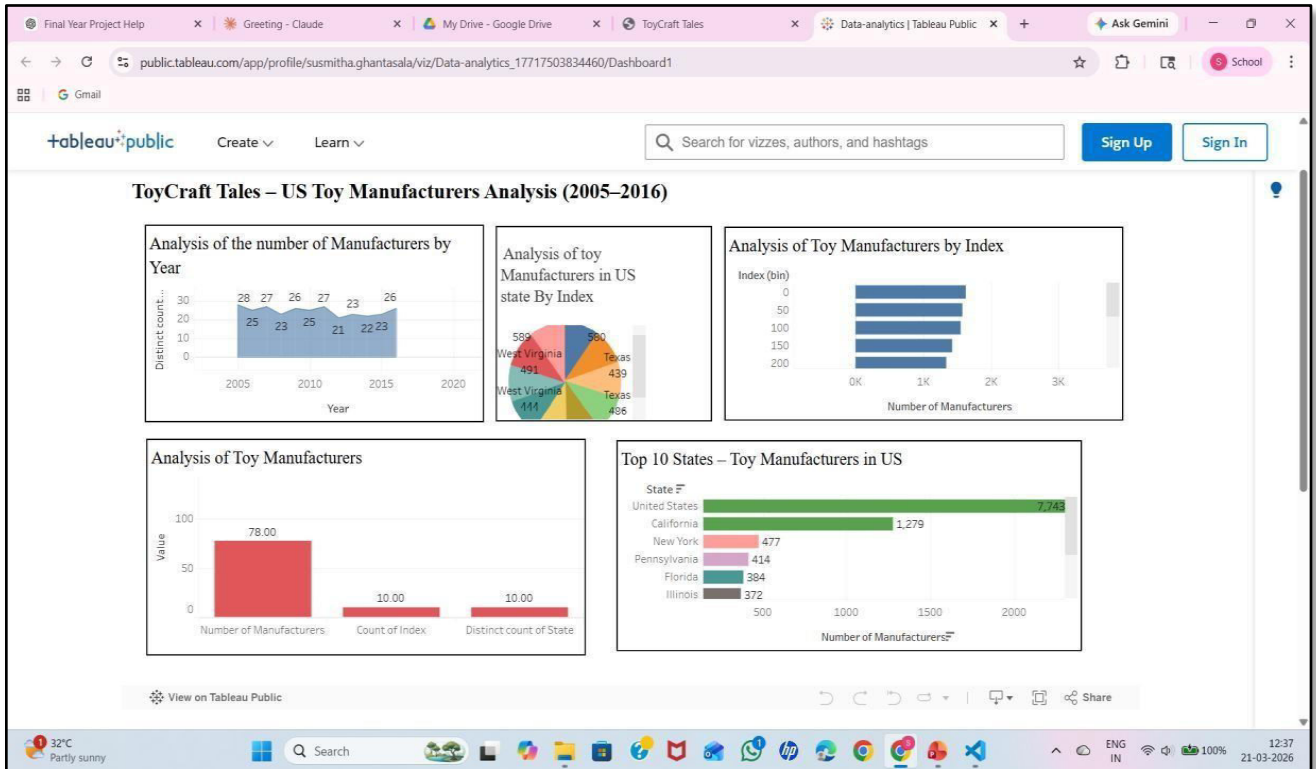 Final Year Project Help
Greeting - Claude
My Drive - Google Drive
ToyCraft Tales
Data-analytics | Tableau Public
Ask Gemini
public.tableau.com/app/profile/susmitha.ghantasala/viz/Data-analytics_17717503834460/Dashboard1
S School
Gmail
+ableau public
Create
Learn
Search for vizzes, authors, and hashtags
Sign Up
Sign In
ToyCraft Tales – US Toy Manufacturers Analysis (2005–2016)
Analysis of the number of Manufacturers by
Year
Distinct count...
30
20
10
0
28 27 26 27 23 26
25 23 25 21 22 23
2005 2010 2015 2020
Year
Analysis of toy
Manufacturers in US
state By Index
589 580
West Virginia Texas
491 439
West Virginia Texas
444 486
Analysis of Toy Manufacturers by Index
Index (bin)
0
50
100
150
200
0K 1K 2K 3K
Number of Manufacturers
Analysis of Toy Manufacturers
Value
100
50
0
78.00
10.00
10.00
Number of Manufacturers Count of Index Distinct count of State
Top 10 States – Toy Manufacturers in US
State
United States 7,743
California 1,279
New York 477
Pennsylvania 414
Florida 384
Illinois 372
500 1000 1500 2000
Number of Manufacturers
View on Tableau Public
Share
1
32°C
Partly sunny
Search
hp
ENG
IN
100%
12:37
21-03-2026